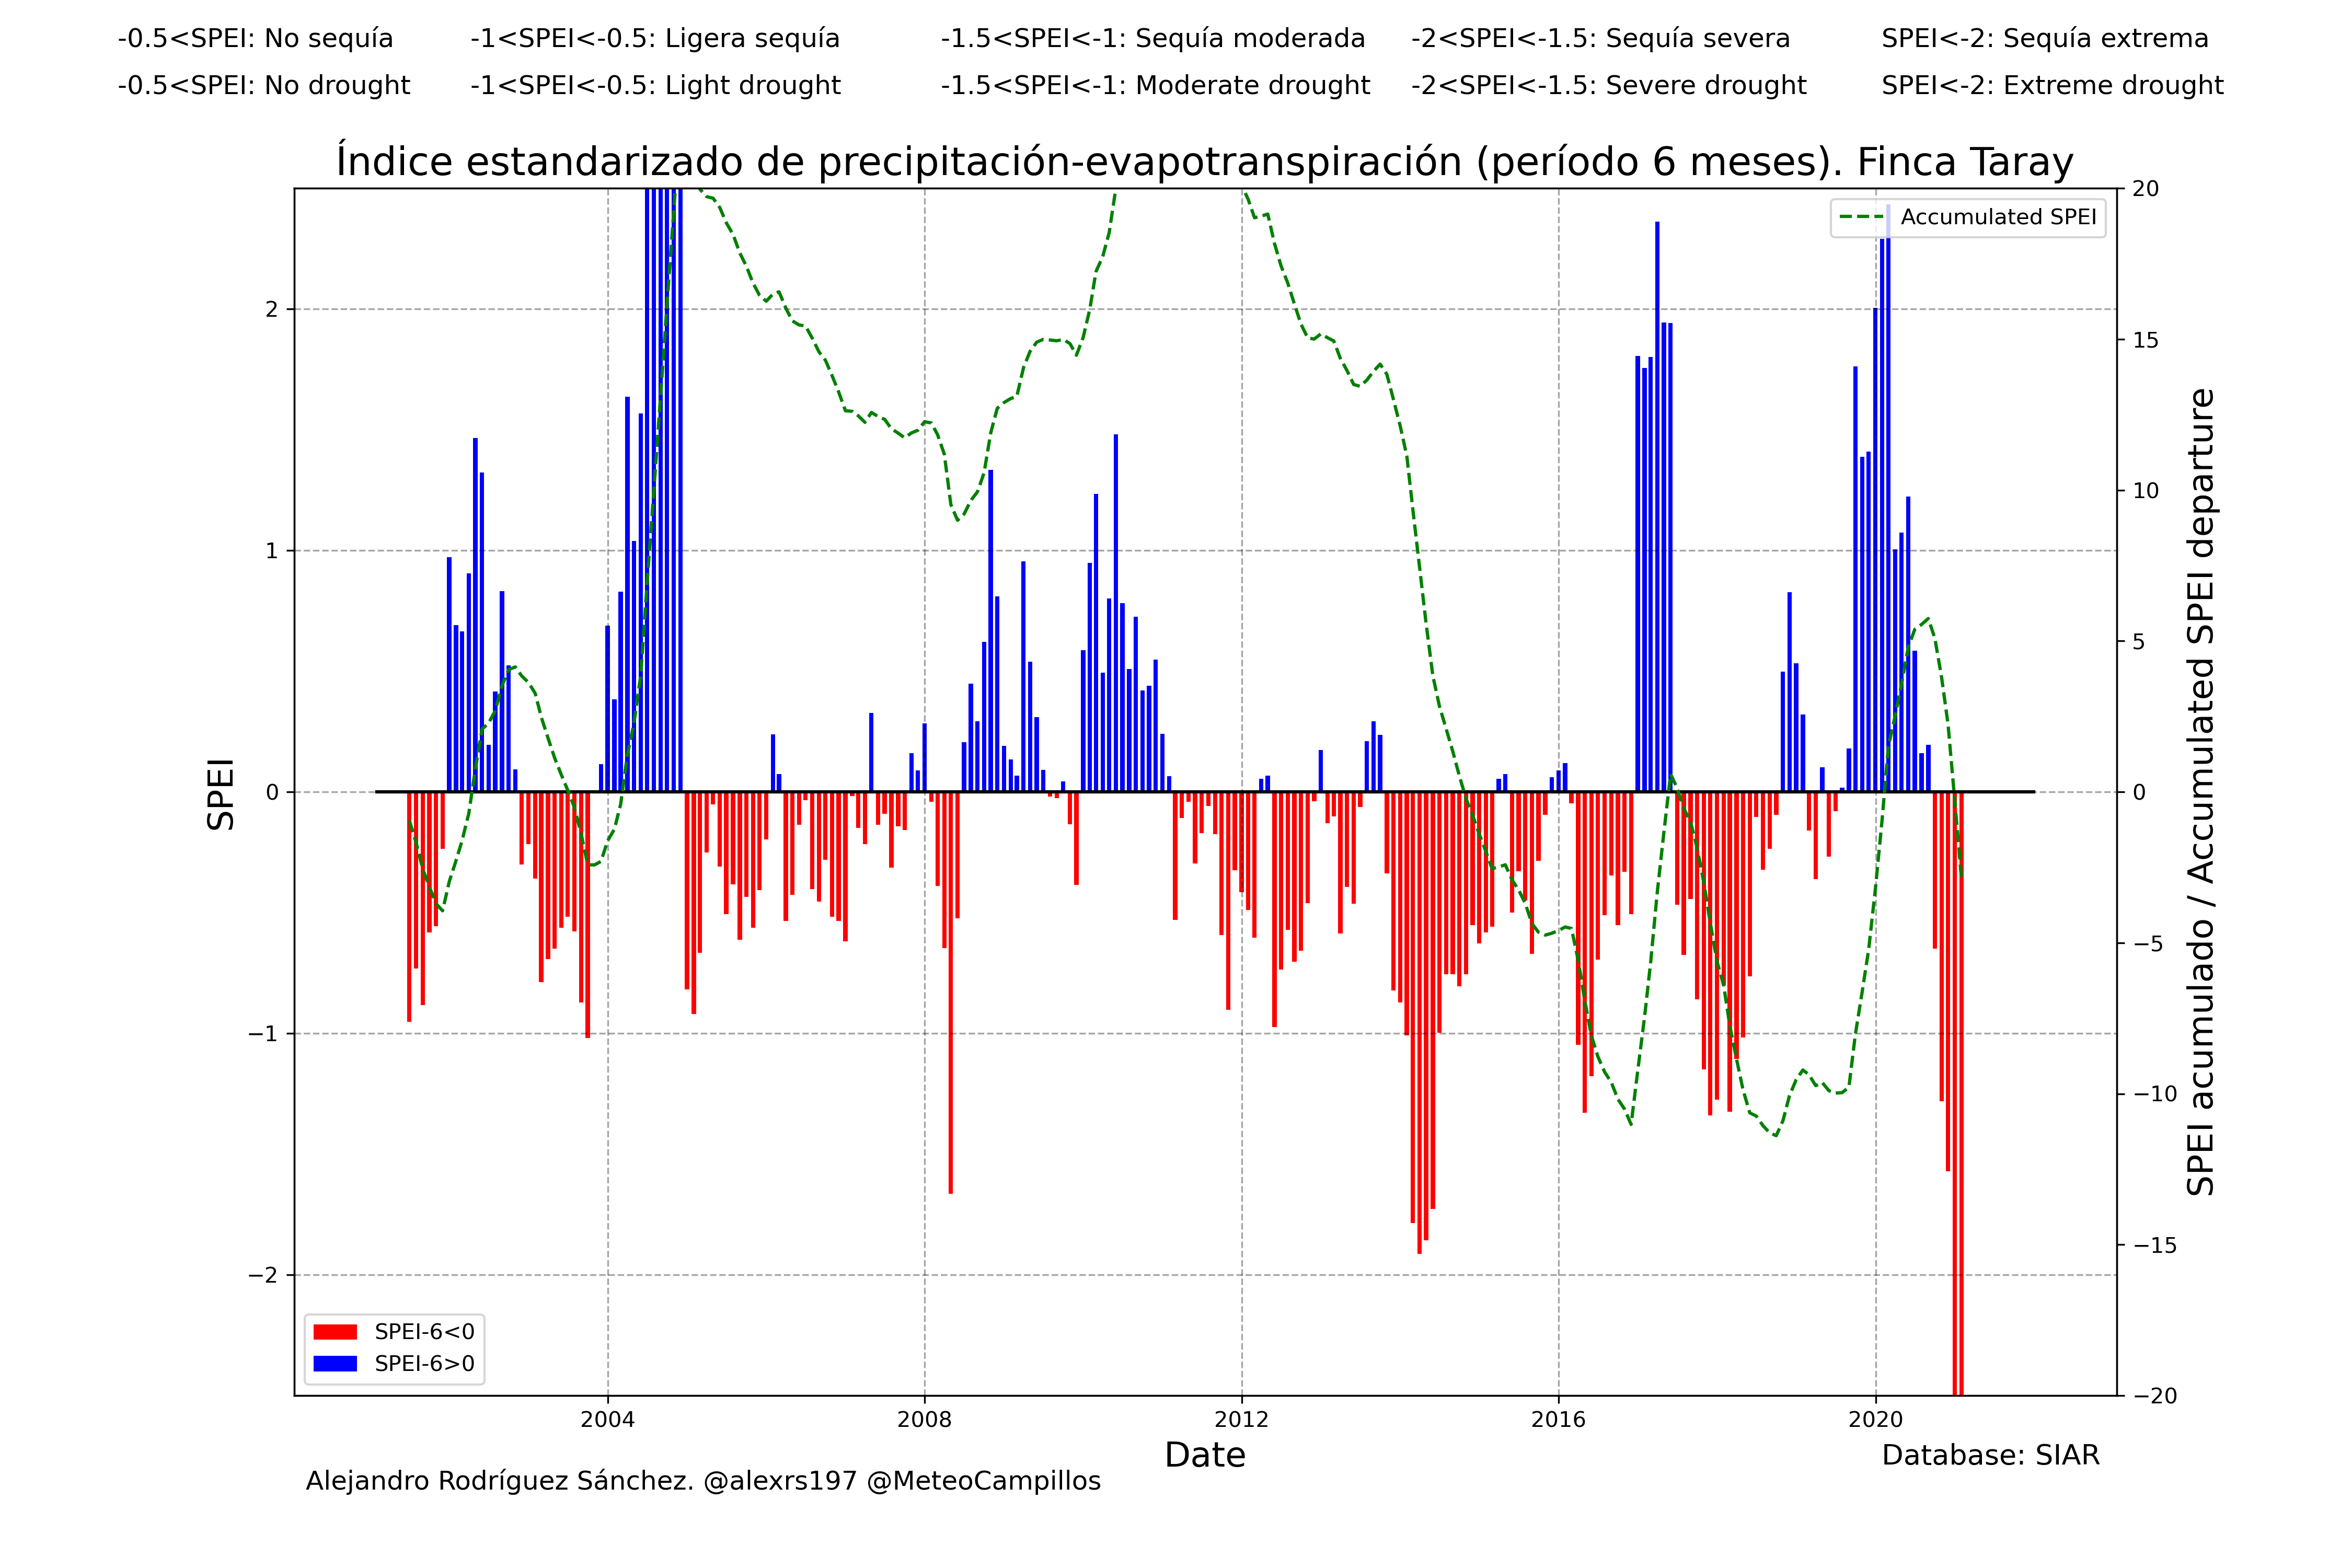 -0.5<SPEI: No sequía -1<SPEI<-0.5: Ligera sequía -1.5<SPEI<-1: Sequía moderada -2<SPEI<-1.5: Sequía severa SPEI<-2: Sequía extrema
-0.5<SPEI: No drought -1<SPEI<-0.5: Light drought -1.5<SPEI<-1: Moderate drought -2<SPEI<-1.5: Severe drought SPEI<-2: Extreme drought
Índice estandarizado de precipitación-evapotranspiración (período 6 meses). Finca Taray
Accumulated SPEI
SPEI
2
1
0
−1
−2
20
15
10
5
0
−5
−10
−15
−20
SPEI acumulado / Accumulated SPEI departure
SPEI-6<0
SPEI-6>0
2004 2008 2012 2016 2020
Date
Database: SIAR
Alejandro Rodríguez Sánchez. @alexrs197 @MeteoCampillos